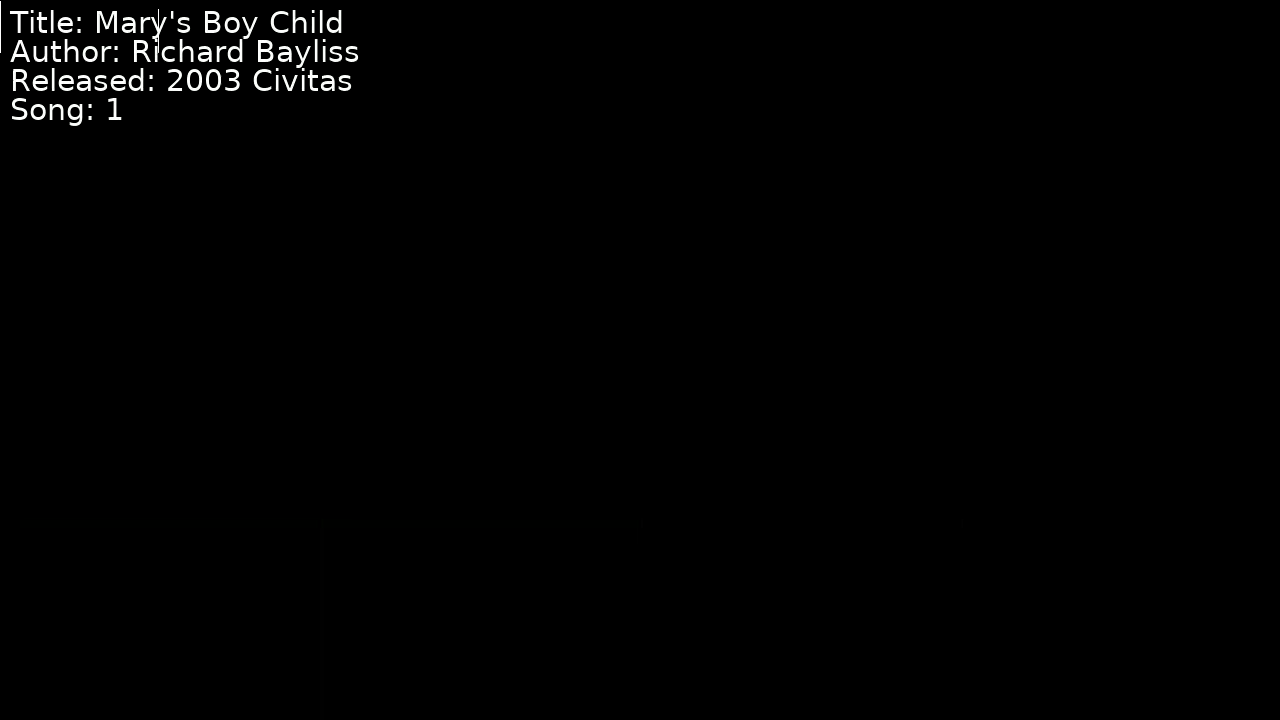 Title: Mary's Boy Child
Author: Richard Bayliss
Released: 2003 Civitas
Song: 1